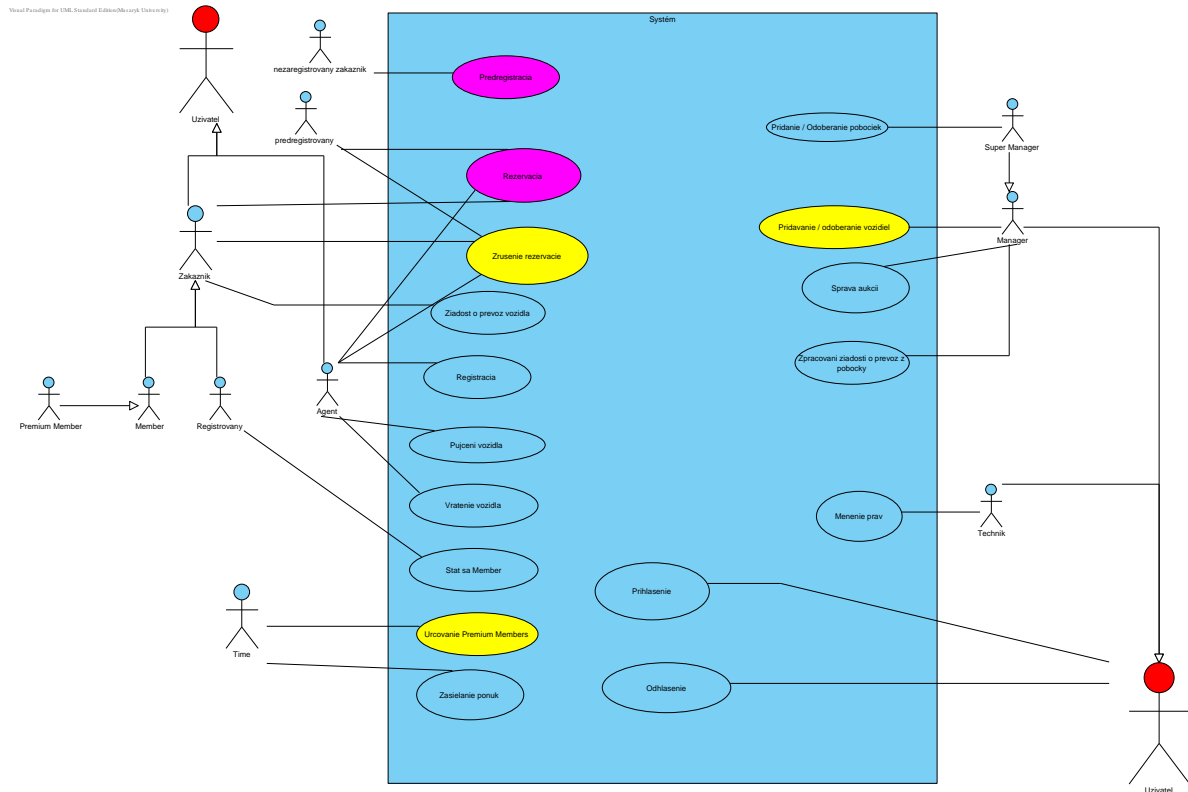 Visual Paradigm for UML Standard Edition(Masaryk University)
Systém
nezaregistrovany zakaznik
Predregistracia
Uzivatel
predregistrovany
Pridanie / Odoberanie pobociek
Super Manager
Rezervacia
Pridavanie / odoberanie vozidiel
Manager
Zrusenie rezervacie
Zakaznik
Sprava aukcii
Ziadost o prevoz vozidla
Zpracovani ziadosti o prevoz z
pobocky
Registracia
Agent
Premium Member
Member
Registrovany
Pujceni vozidla
Vratenie vozidla
Menenie prav
Technik
Stat sa Member
Prihlasenie
Urcovanie Premium Members
Time
Zasielanie ponuk
Odhlasenie
Uzivatel